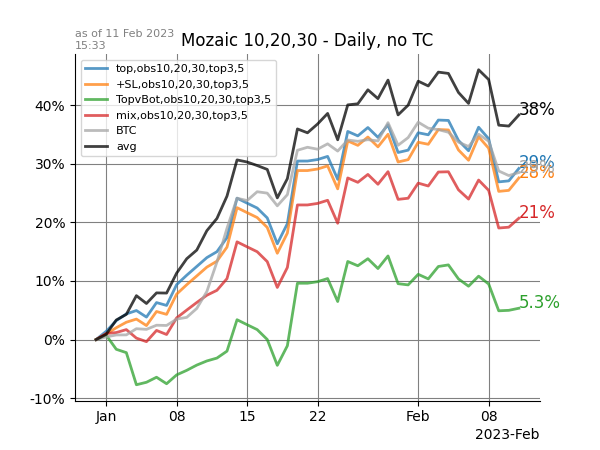 as of 11 Feb 2023
15:33
Mozaic 10,20,30 - Daily, no TC
top,obs10,20,30,top3,5
+SL,obs10,20,30,top3,5
TopvBot,obs10,20,30,top3,5
mix,obs10,20,30,top3,5
BTC
avg
40%
30%
20%
10%
0%
-10%
38%
29%
28%
21%
5.3%
Jan
08
15
22
Feb
08
2023-Feb